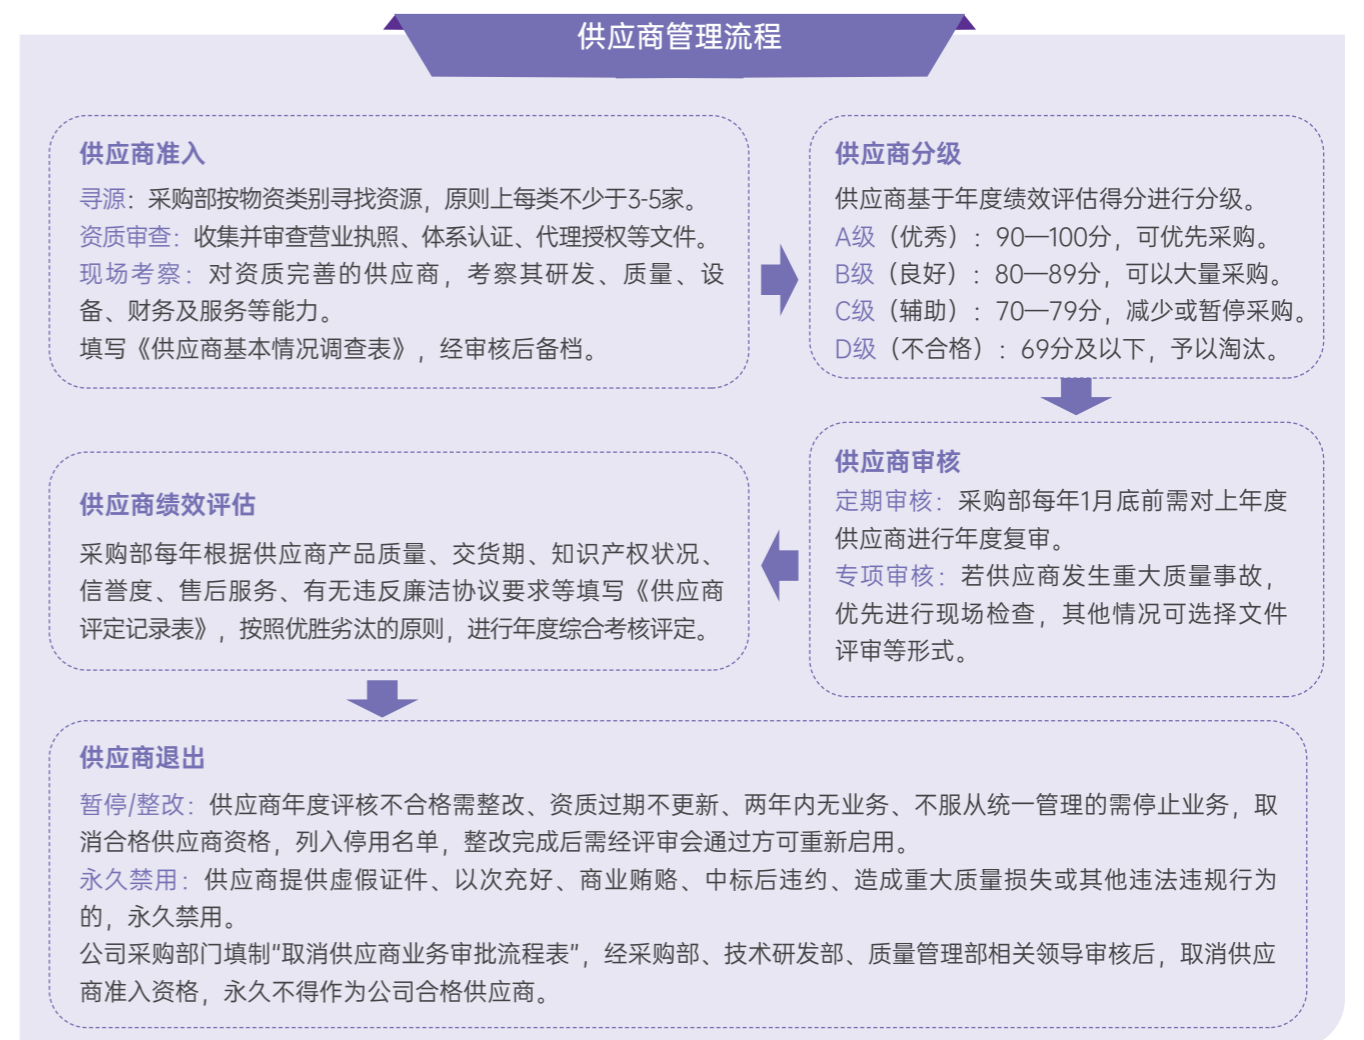 供应商管理流程
供应商准入
寻源：采购部按物资类别寻找资源，原则上每类不少于3-5家。
资质审查：收集并审查营业执照、体系认证、代理授权等文件。
现场考察：对资质完善的供应商，考察其研发、质量、设
备、财务及服务等能力。
填写《供应商基本情况调查表》，经审核后备档。
供应商分级
供应商基于年度绩效评估得分进行分级。
A级（优秀）：90—100分，可优先采购。
B级（良好）：80—89分，可以大量采购。
C级（辅助）：70—79分，减少或暂停采购。
D级（不合格）：69分及以下，予以淘汰。
供应商审核
定期审核：采购部每年1月底前需对上年度
供应商进行年度复审。
专项审核：若供应商发生重大质量事故，
优先进行现场检查，其他情况可选择文件
评审等形式。
供应商绩效评估
采购部每年根据供应商产品质量、交货期、知识产权状况、
信誉度、售后服务、有无违反廉洁协议要求等填写《供应商
评定记录表》，按照优胜劣汰的原则，进行年度综合考核评定。
供应商退出
暂停/整改：供应商年度评核不合格需整改、资质过期不更新、两年内无业务、不服从统一管理的需停止业务，取
消合格供应商资格，列入停用名单，整改完成后需经评审会通过方可重新启用。
永久禁用：供应商提供虚假证件、以次充好、商业贿赂、中标后违约、造成重大质量损失或其他违法违规行为
的，永久禁用。
公司采购部门填制“取消供应商业务审批流程表”，经采购部、技术研发部、质量管理部相关领导审核后，取消供应
商准入资格，永久不得作为公司合格供应商。